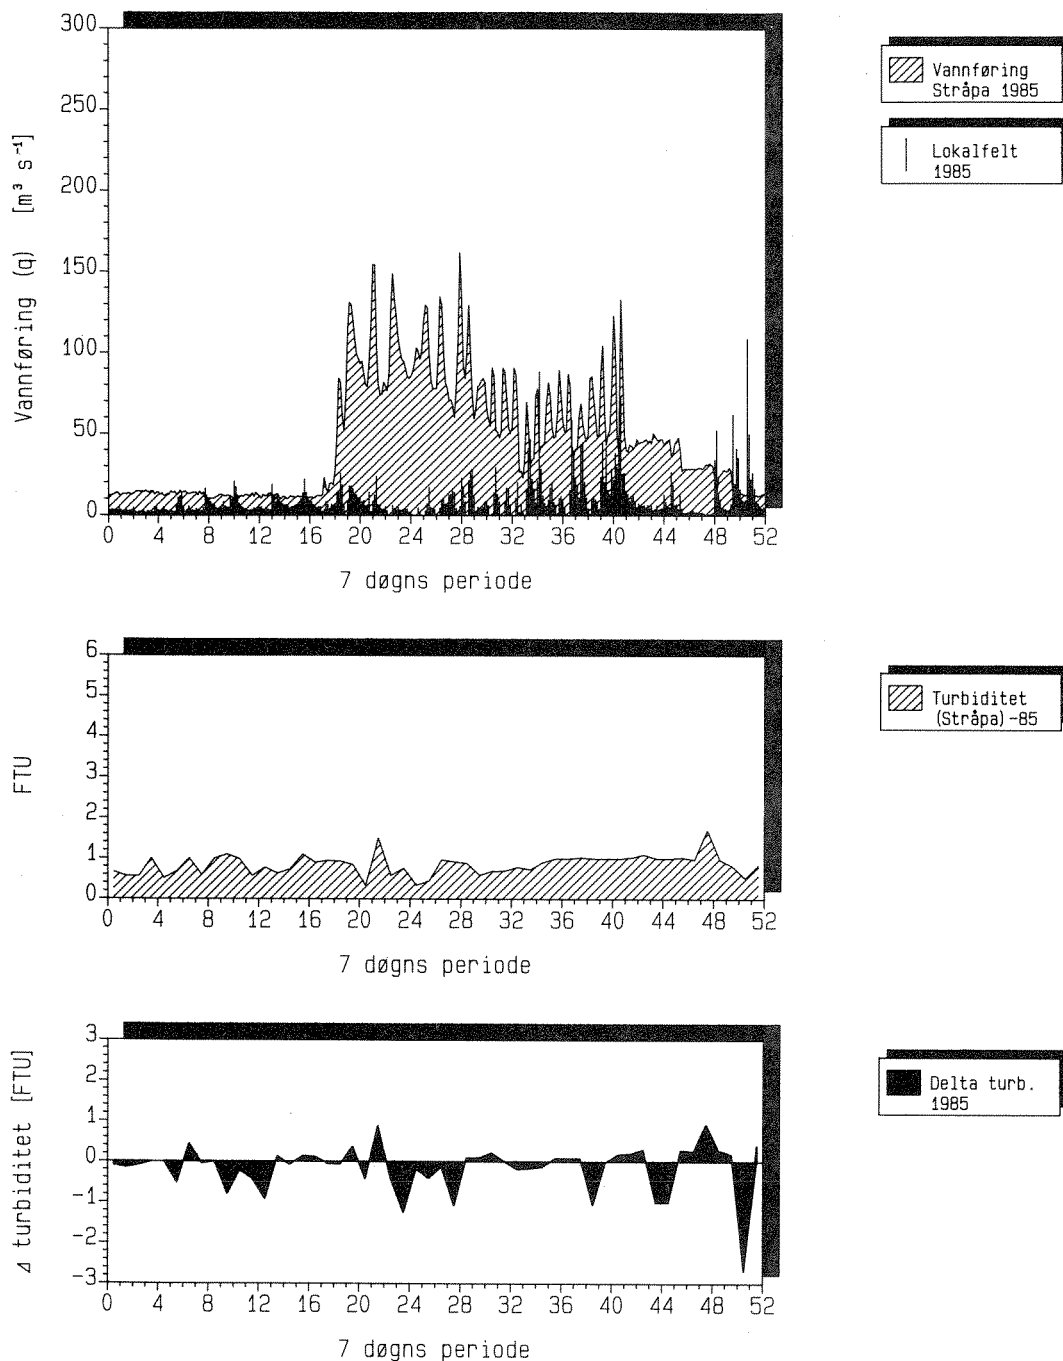 300
250
200
150
100
50
0
Vannføring (q) [m³ s⁻¹]
0 4 8 12 16 20 24 28 32 36 40 44 48 52
7 døgns periode
Vannføring
Stråpa 1985
Lokalfelt
1985
6
5
4
3
2
1
0
FTU
0 4 8 12 16 20 24 28 32 36 40 44 48 52
7 døgns periode
Turbiditet
(Stråpa)-85
3
2
1
0
-1
-2
-3
⊿ turbiditet [FTU]
0 4 8 12 16 20 24 28 32 36 40 44 48 52
7 døgns periode
Delta turb.
1985